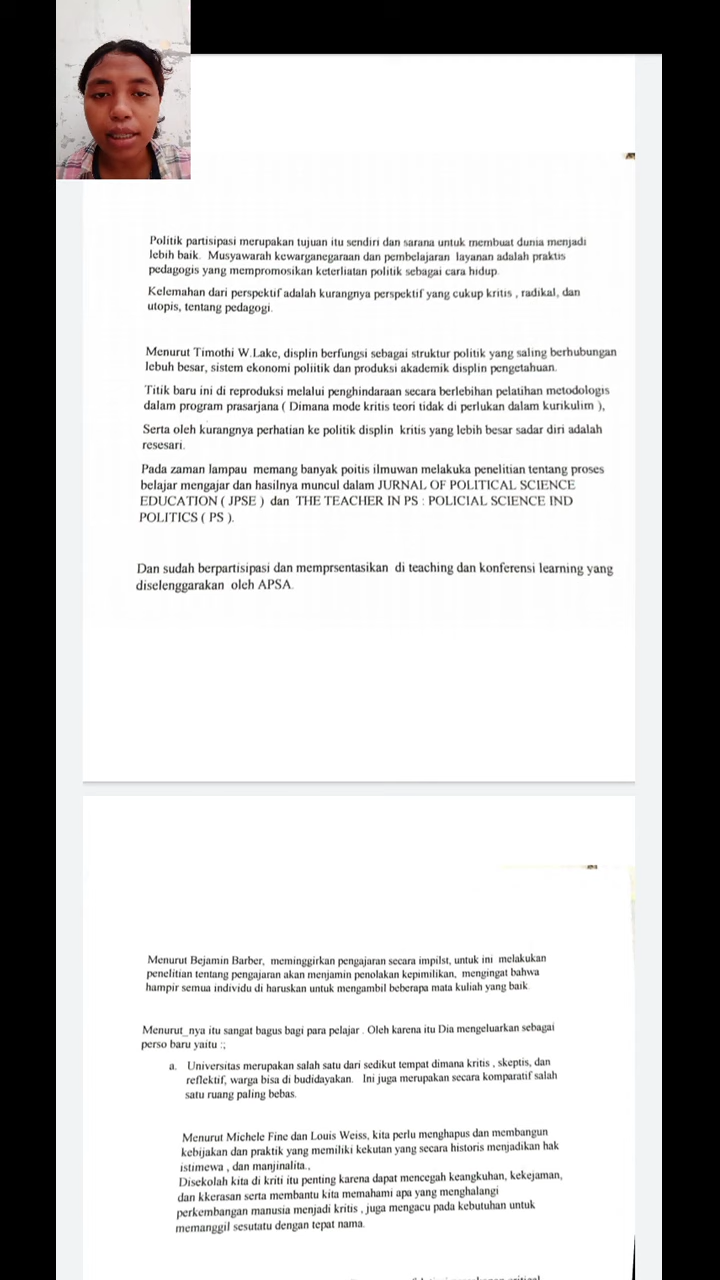 Politik partisipasi merupakan tujuan itu sendiri dan sarana untuk membuat dunia menjadi
lebih baik. Musyawarah kewarganegaraan dan pembelajaran layanan adalah praktis
pedagogis yang mempromosikan keterliatan politik sebagai cara hidup.
Kelemahan dari perspektif adalah kurangnya perspektif yang cukup kritis , radikal, dan
utopis, tentang pedagogi.
Menurut Timothi W.Lake, displin berfungsi sebagai struktur politik yang saling berhubungan
lebuh besar, sistem ekonomi poliitik dan produksi akademik displin pengetahuan.
Titik baru ini di reproduksi melalui penghindaraan secara berlebihan pelatihan metodologis
dalam program prasarjana ( Dimana mode kritis teori tidak di perlukan dalam kurikulim ),
Serta oleh kurangnya perhatian ke politik displin kritis yang lebih besar sadar diri adalah
resesari.
Pada zaman lampau memang banyak poitis ilmuwan melakuka penelitian tentang proses
belajar mengajar dan hasilnya muncul dalam JURNAL OF POLITICAL SCIENCE
EDUCATION ( JPSE ) dan THE TEACHER IN PS : POLICIAL SCIENCE IND
POLITICS ( PS ).
Dan sudah berpartisipasi dan memprsentasikan di teaching dan konferensi learning yang
diselenggarakan oleh APSA.
Menurut Bejamin Barber, meminggirkan pengajaran secara impilst, untuk ini melakukan
penelitian tentang pengajaran akan menjamin penolakan kepimilikan, mengingat bahwa
hampir semua individu di haruskan untuk mengambil beberapa mata kuliah yang baik.
Menurut_nya itu sangat bagus bagi para pelajar . Oleh karena itu Dia mengeluarkan sebagai
perso baru yaitu :;
a. Universitas merupakan salah satu dari sedikut tempat dimana kritis , skeptis, dan
reflektif, warga bisa di budidayakan. Ini juga merupakan secara komparatif salah
satu ruang paling bebas.
Menurut Michele Fine dan Louis Weiss, kita perlu menghapus dan membangun
kebijakan dan praktik yang memiliki kekutan yang secara historis menjadikan hak
istimewa , dan manjinalita.,
Disekolah kita di kriti itu penting karena dapat mencegah keangkuhan, kekejaman,
dan kkerasan serta membantu kita memahami apa yang menghalangi
perkembangan manusia menjadi kritis , juga mengacu pada kebutuhan untuk
memanggil sesutatu dengan tepat nama.